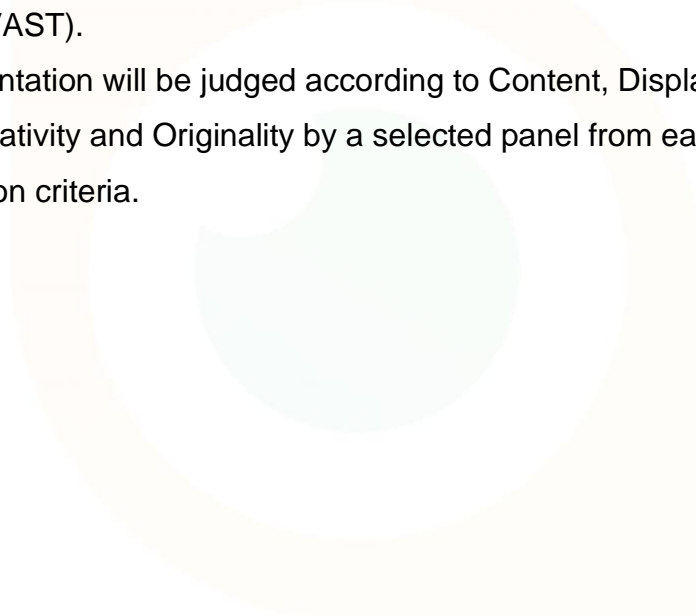 /AST).
ntation will be judged according to Content, Displa
ativity and Originality by a selected panel from ea
on criteria.